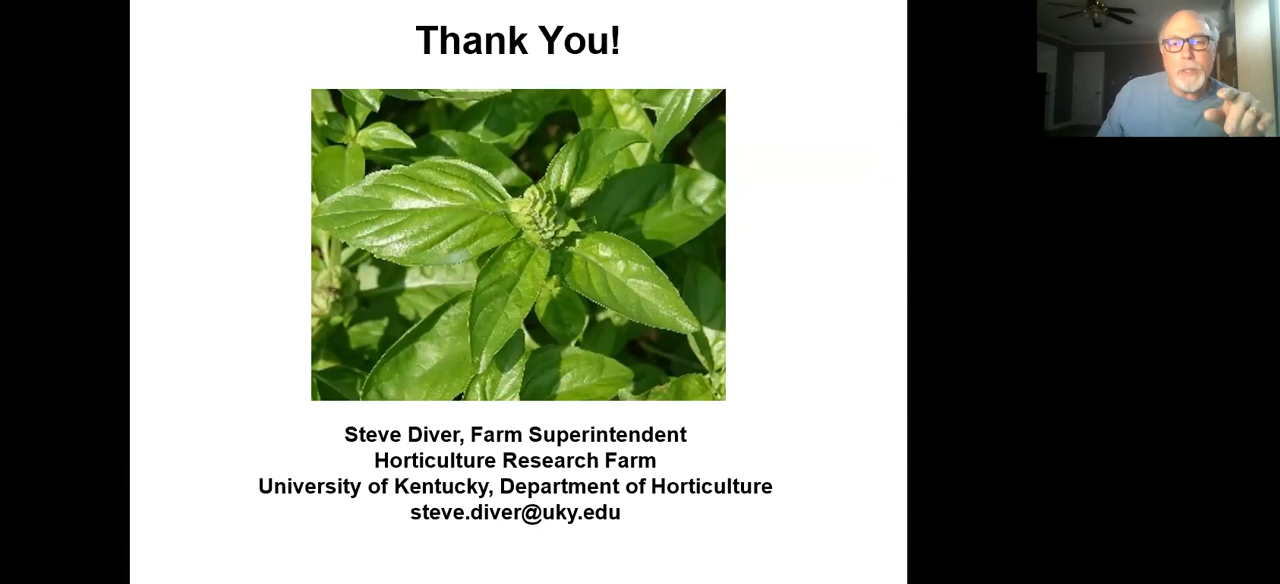 Thank You!
Steve Diver, Farm Superintendent
Horticulture Research Farm
University of Kentucky, Department of Horticulture
steve.diver@uky.edu